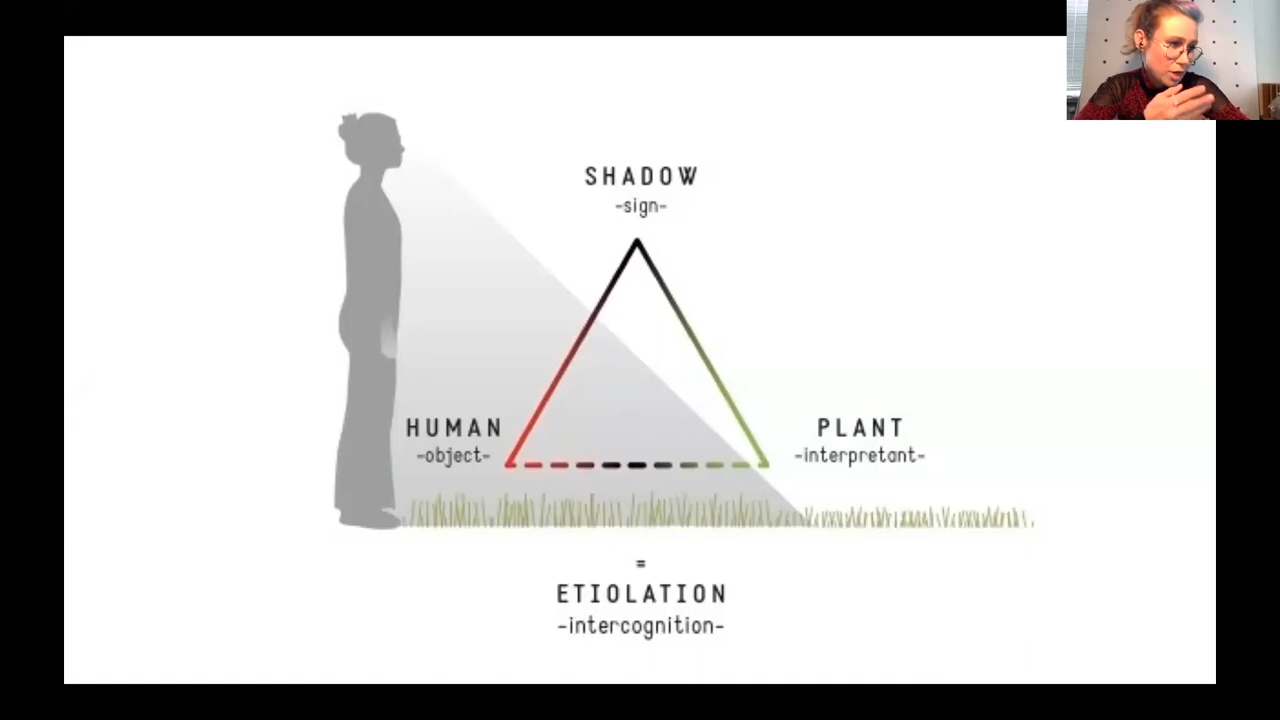 SHADOW
-sign-
HUMAN
-object-
PLANT
-interpretant-
=
ETIOLATION
-intercognition-